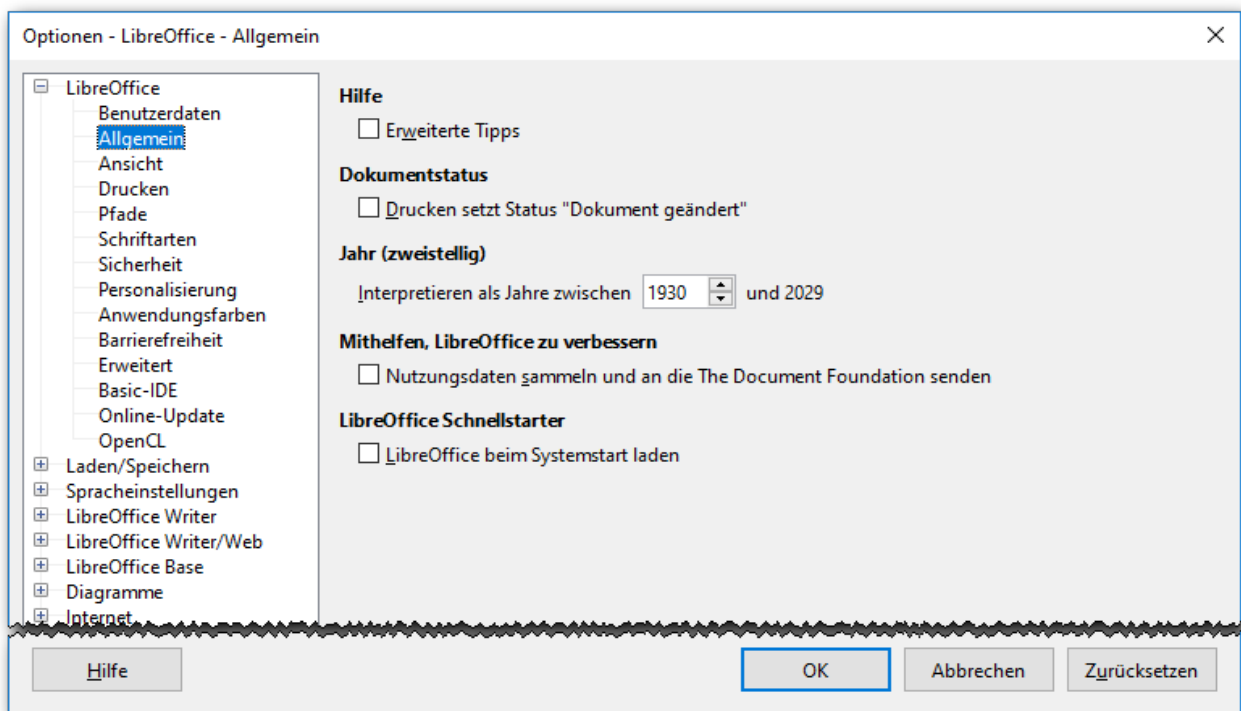 Optionen - LibreOffice - Allgemein
LibreOffice
Benutzerdaten
Allgemein
Ansicht
Drucken
Pfade
Schriftarten
Sicherheit
Personalisierung
Anwendungsfarben
Barrierefreiheit
Erweitert
Basic-IDE
Online-Update
OpenCL
Laden/Speichern
Spracheinstellungen
LibreOffice Writer
LibreOffice Writer/Web
LibreOffice Base
Diagramme
Internet
Hilfe
Erweiterte Tipps
Dokumentstatus
Drucken setzt Status "Dokument geändert"
Jahr (zweistellig)
Interpretieren als Jahre zwischen 1930 und 2029
Mithelfen, LibreOffice zu verbessern
Nutzungsdaten sammeln und an die The Document Foundation senden
LibreOffice Schnellstarter
LibreOffice beim Systemstart laden
Hilfe
OK
Abbrechen
Zurücksetzen